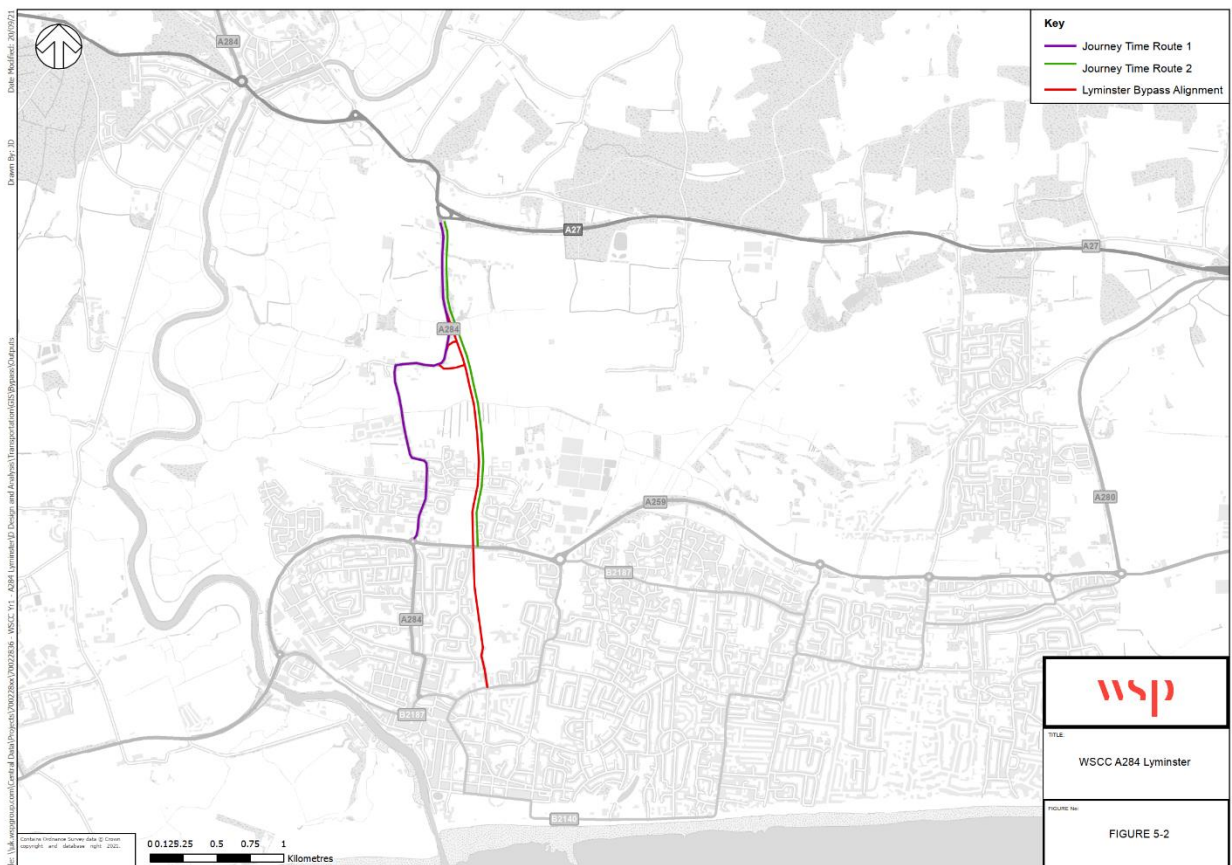 Date Modified: 20/09/21
Drawn By: JD
Key
Journey Time Route 1
Journey Time Route 2
Lyminster Bypass Alignment
A284
A27
A27
A284
A259
A280
B2187
A284
B2187
B2140
wsp
TITLE:
WSCC A284 Lyminster
FIGURE No:
FIGURE 5-2
Contains Ordnance Survey data © Crown
copyright and database right 2021.
0 0.125.25 0.5 0.75 1
Kilometres